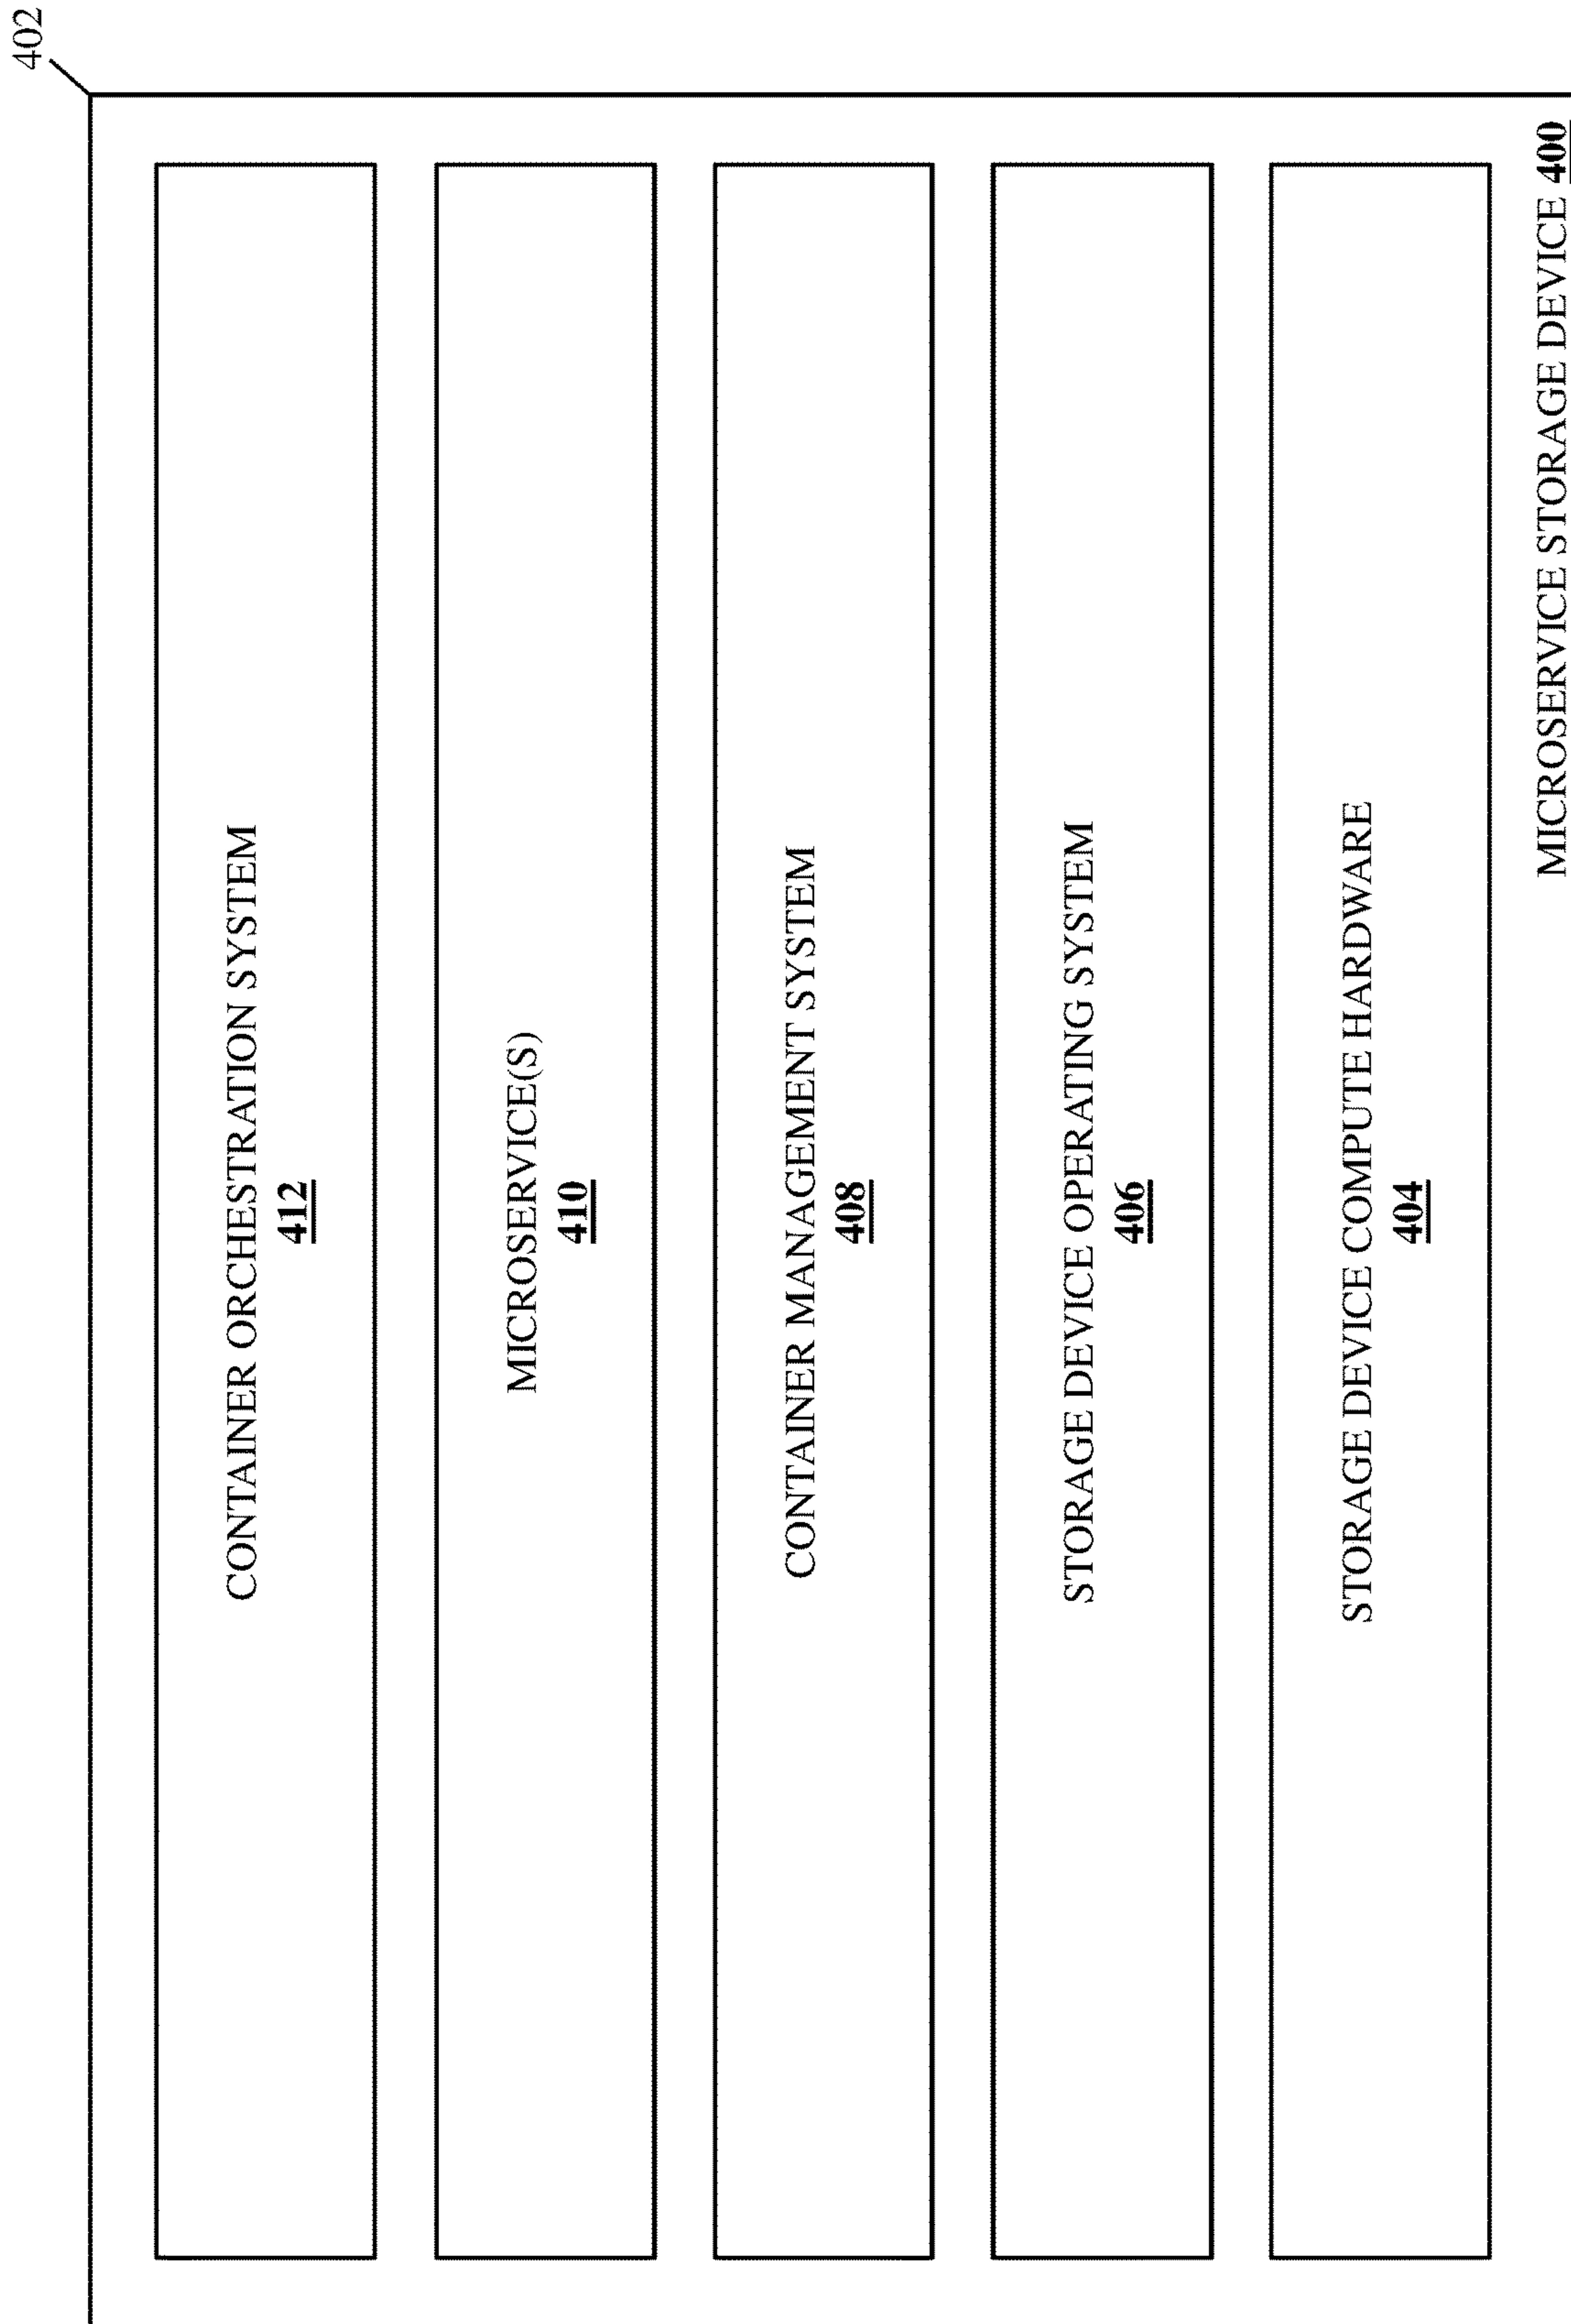 402
CONTAINER ORCHESTRATION SYSTEM
412
MICROSERVICE(S)
410
CONTAINER MANAGEMENT SYSTEM
408
STORAGE DEVICE OPERATING SYSTEM
406
STORAGE DEVICE COMPUTE HARDWARE
404
MICROSERVICE STORAGE DEVICE 400